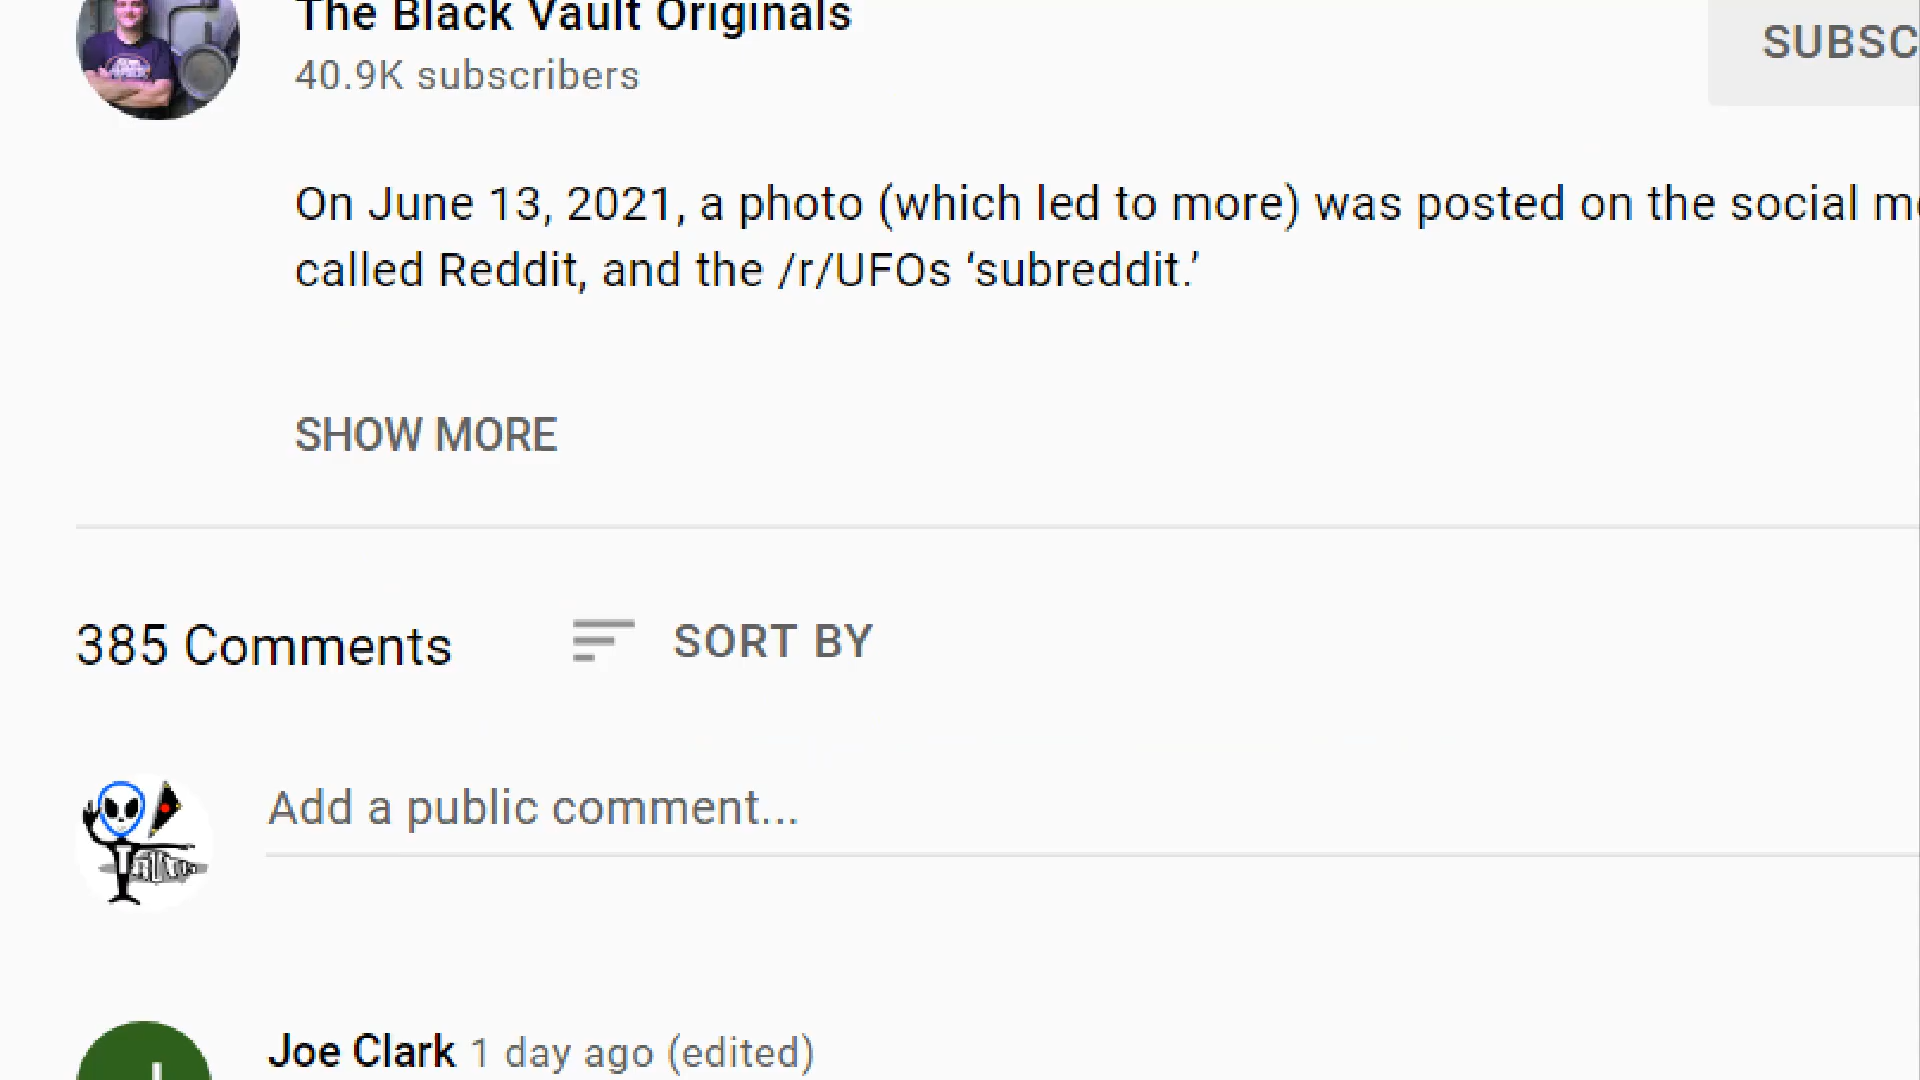 The Black Vault Originals
40.9K subscribers
SUBSC
On June 13, 2021, a photo (which led to more) was posted on the social me
called Reddit, and the /r/UFOs ‘subreddit.’
SHOW MORE
385 Comments
SORT BY
Add a public comment...
Joe Clark 1 day ago (edited)